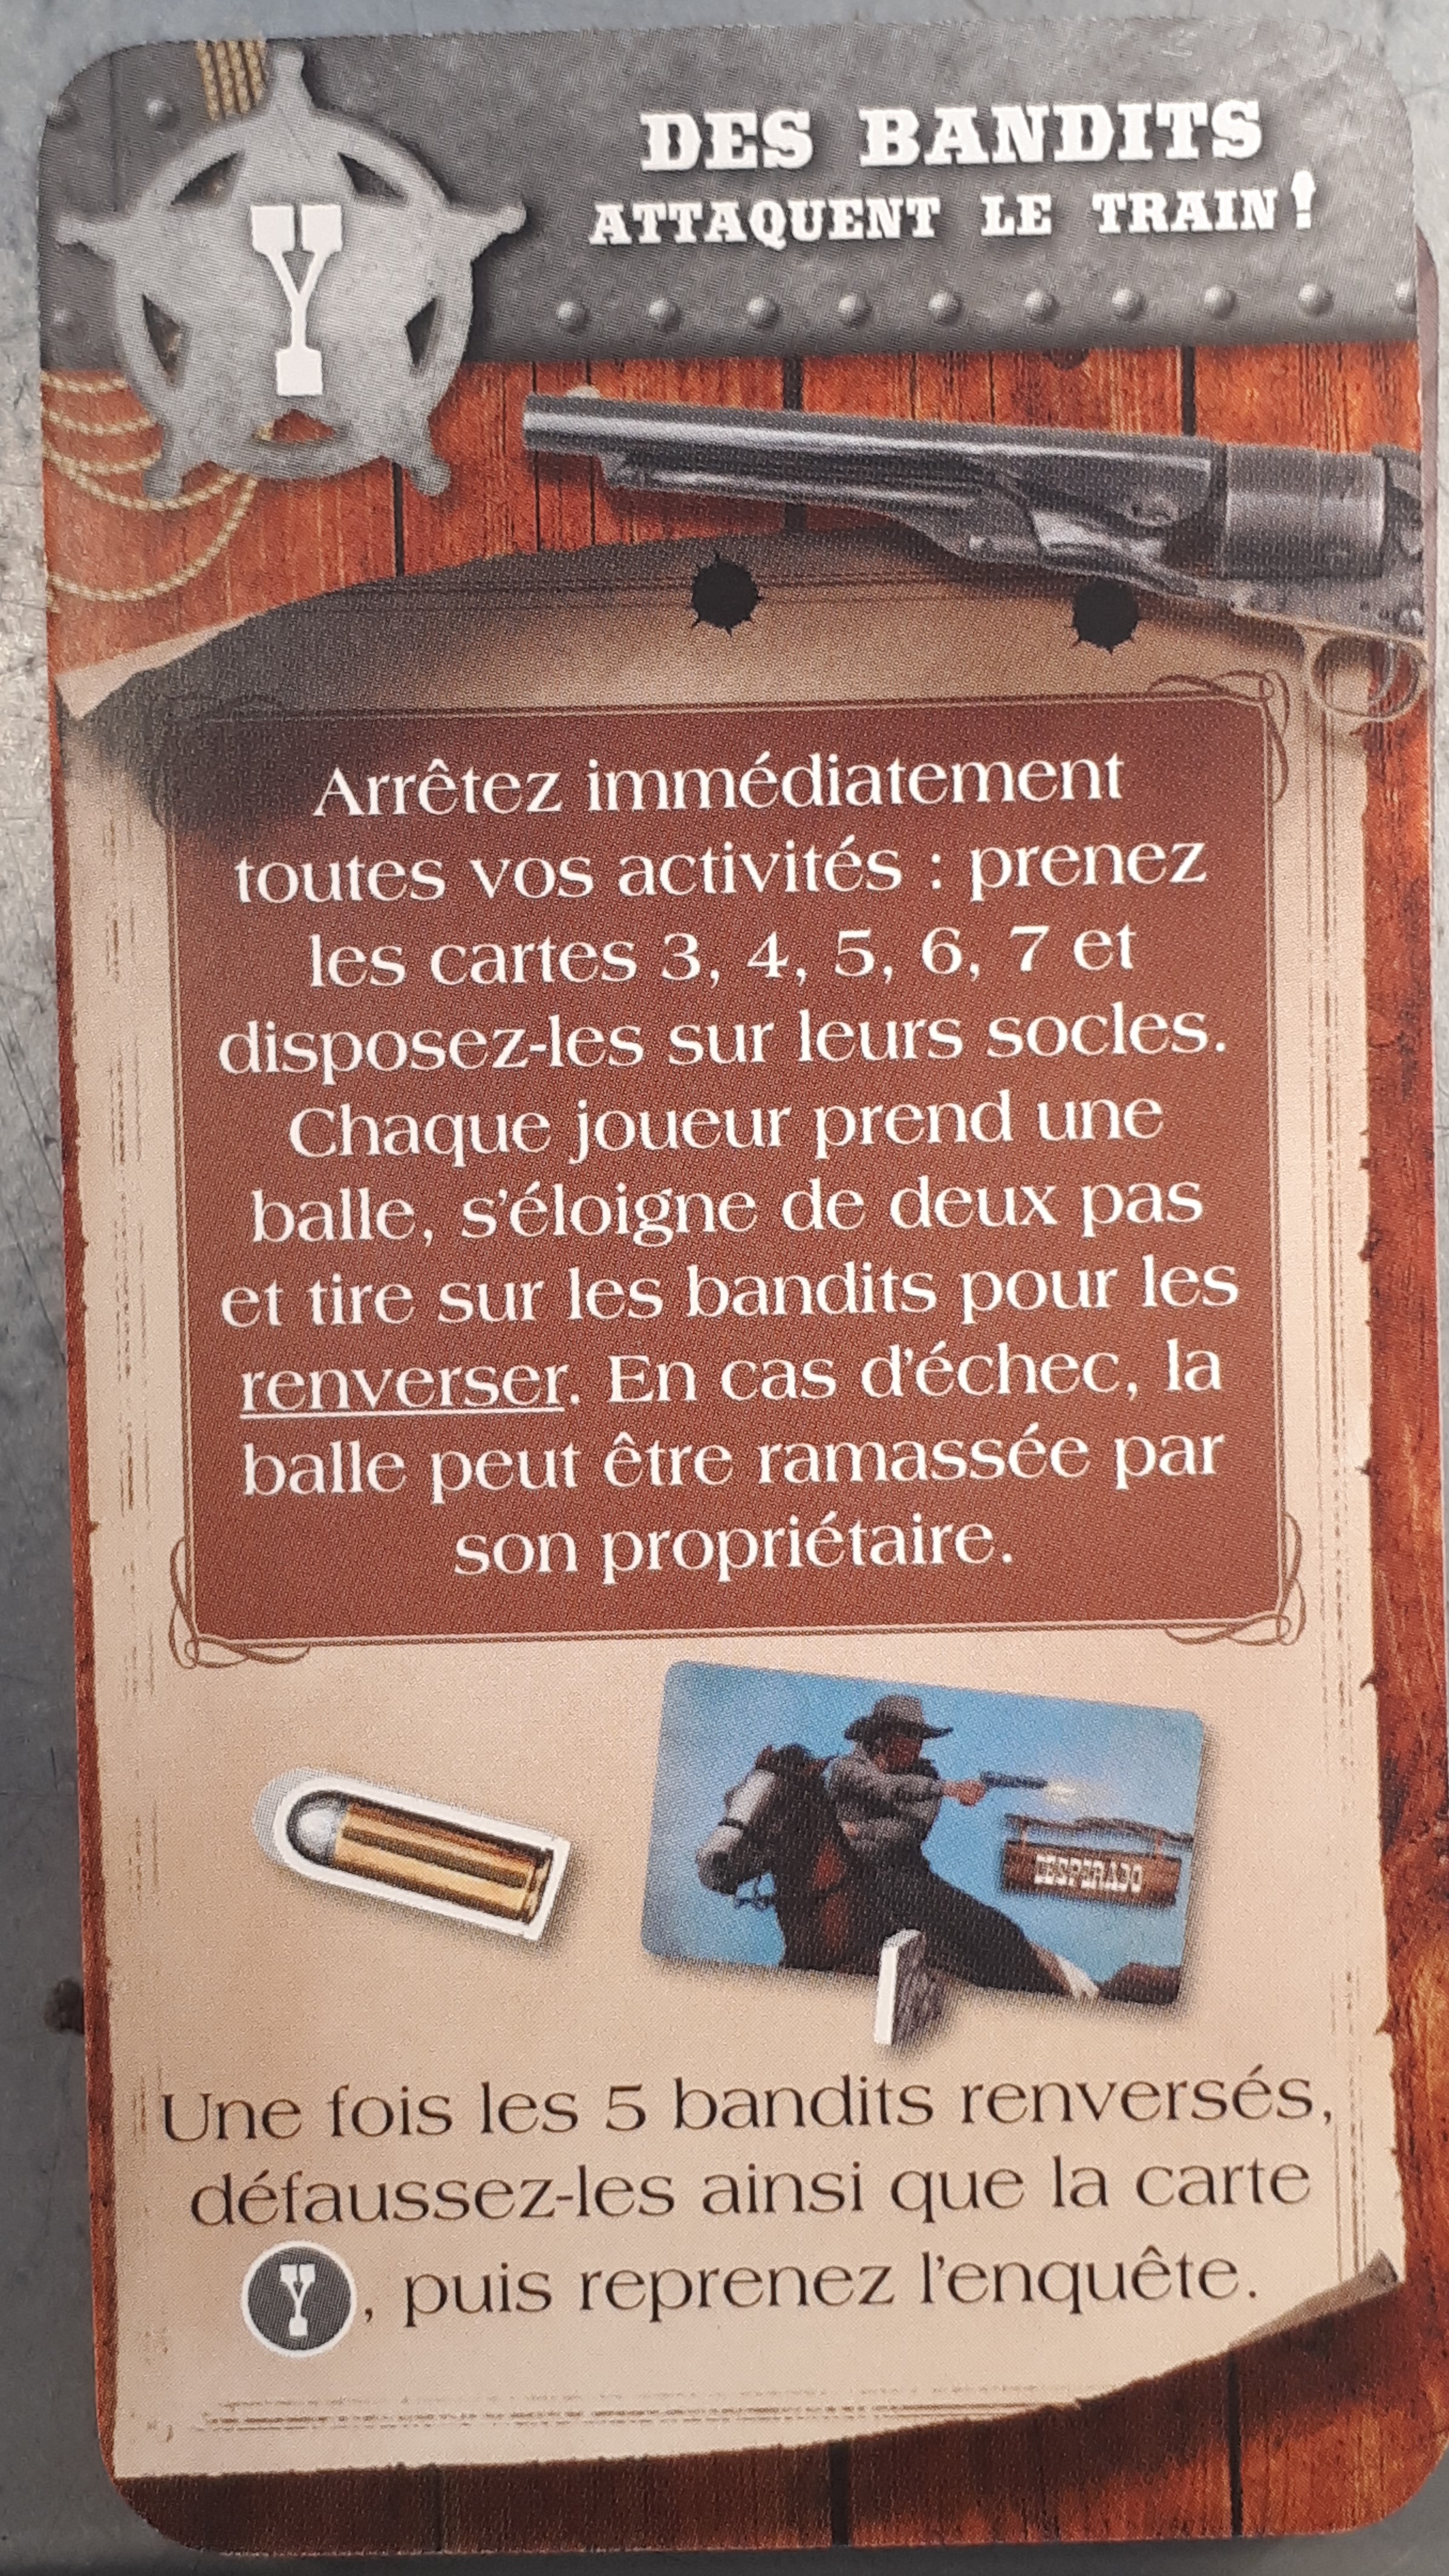 Y
DES BANDITS
ATTAQUENT LE TRAIN!
Arrêtez immédiatement
toutes vos activités : prenez
les cartes 3, 4, 5, 6, 7 et
disposez-les sur leurs socles.
Chaque joueur prend une
balle, s'éloigne de deux pas
et tire sur les bandits pour les
renverser. En cas d'échec, la
balle peut être ramassée par
son propriétaire.
DESPERADO
Une fois les 5 bandits renversés,
défaussez-les ainsi que la carte
Y, puis reprenez l'enquête.